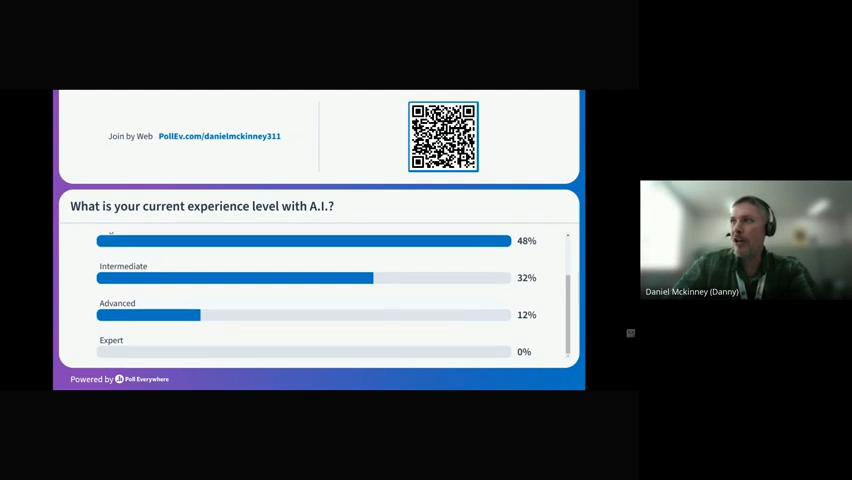 Join by Web PollEv.com/danielmckinney311
What is your current experience level with A.I.?
48%
Intermediate
32%
Advanced
12%
Expert
0%
Daniel Mckinney (Danny)
Powered by Poll Everywhere